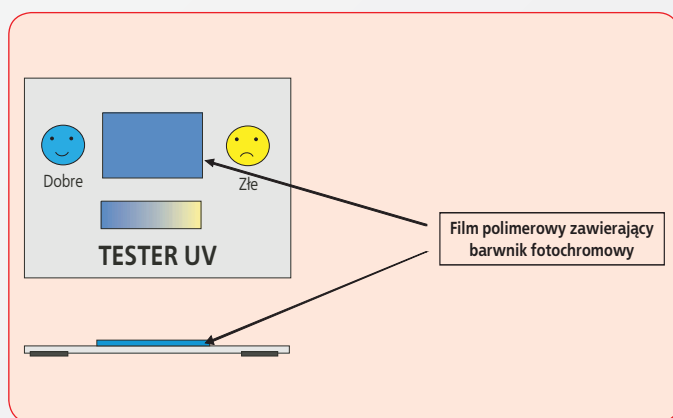 Dobre
Złe
TESTER UV
Film polimerowy zawierający
barwnik fotochromowy